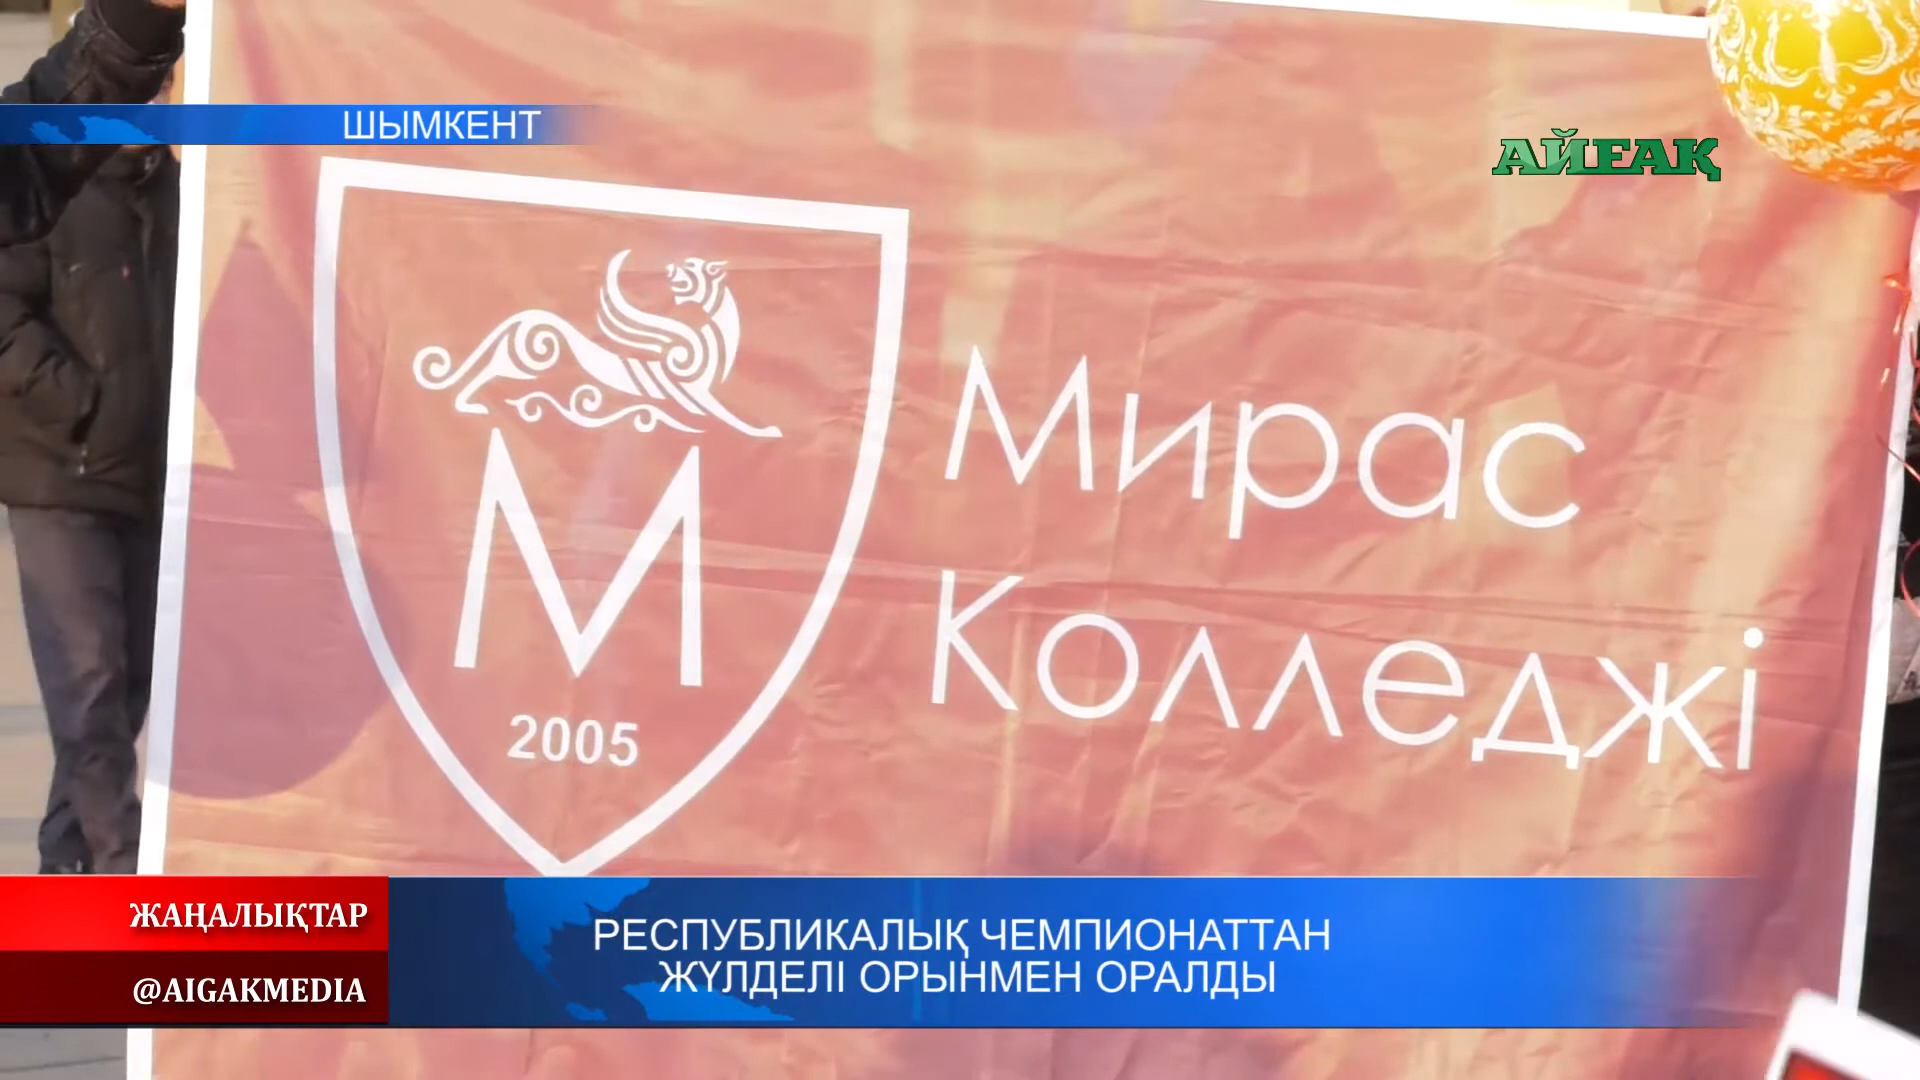 ШЫМКЕНТ
АЙҒАҚ
Мирас
Колледжі
М
2005
ЖАҢАЛЫҚТАР
@AIGAKMEDIA
РЕСПУБЛИКАЛЫҚ ЧЕМПИОНАТТАН
ЖҮЛДЕЛІ ОРЫНМЕН ОРАЛДЫ